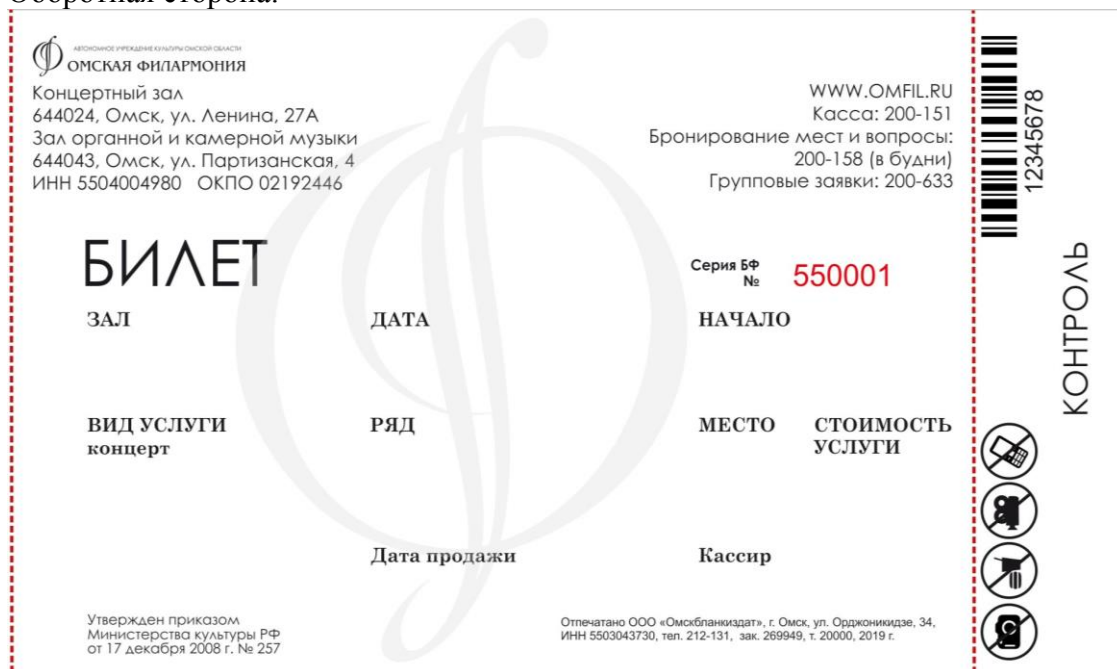 Оборотная сторона.
АВТОНОМНОЕ УЧРЕЖДЕНИЕ КУЛЬТУРЫ ОМСКОЙ ОБЛАСТИ
ОМСКАЯ ФИЛАРМОНИЯ
Концертный зал
644024, Омск, ул. Ленина, 27А
Зал органной и камерной музыки
644043, Омск, ул. Партизанская, 4
ИНН 5504004980 ОКПО 02192446
WWW.OMFIL.RU
Касса: 200-151
Бронирование мест и вопросы:
200-158 (в будни)
Групповые заявки: 200-633
БИЛЕТ
Серия БФ
№ 550001
ЗАЛ ДАТА НАЧАЛО
ВИД УСЛУГИ РЯД МЕСТО СТОИМОСТЬ
концерт УСЛУГИ
Дата продажи Кассир
Утвержден приказом
Министерства культуры РФ
от 17 декабря 2008 г. № 257
Отпечатано ООО «Омскбланкиздат», г. Омск, ул. Орджоникидзе, 34,
ИНН 5503043730, тел. 212-131, зак. 269949, т. 20000, 2019 г.
12345678
КОНТРОЛЬ